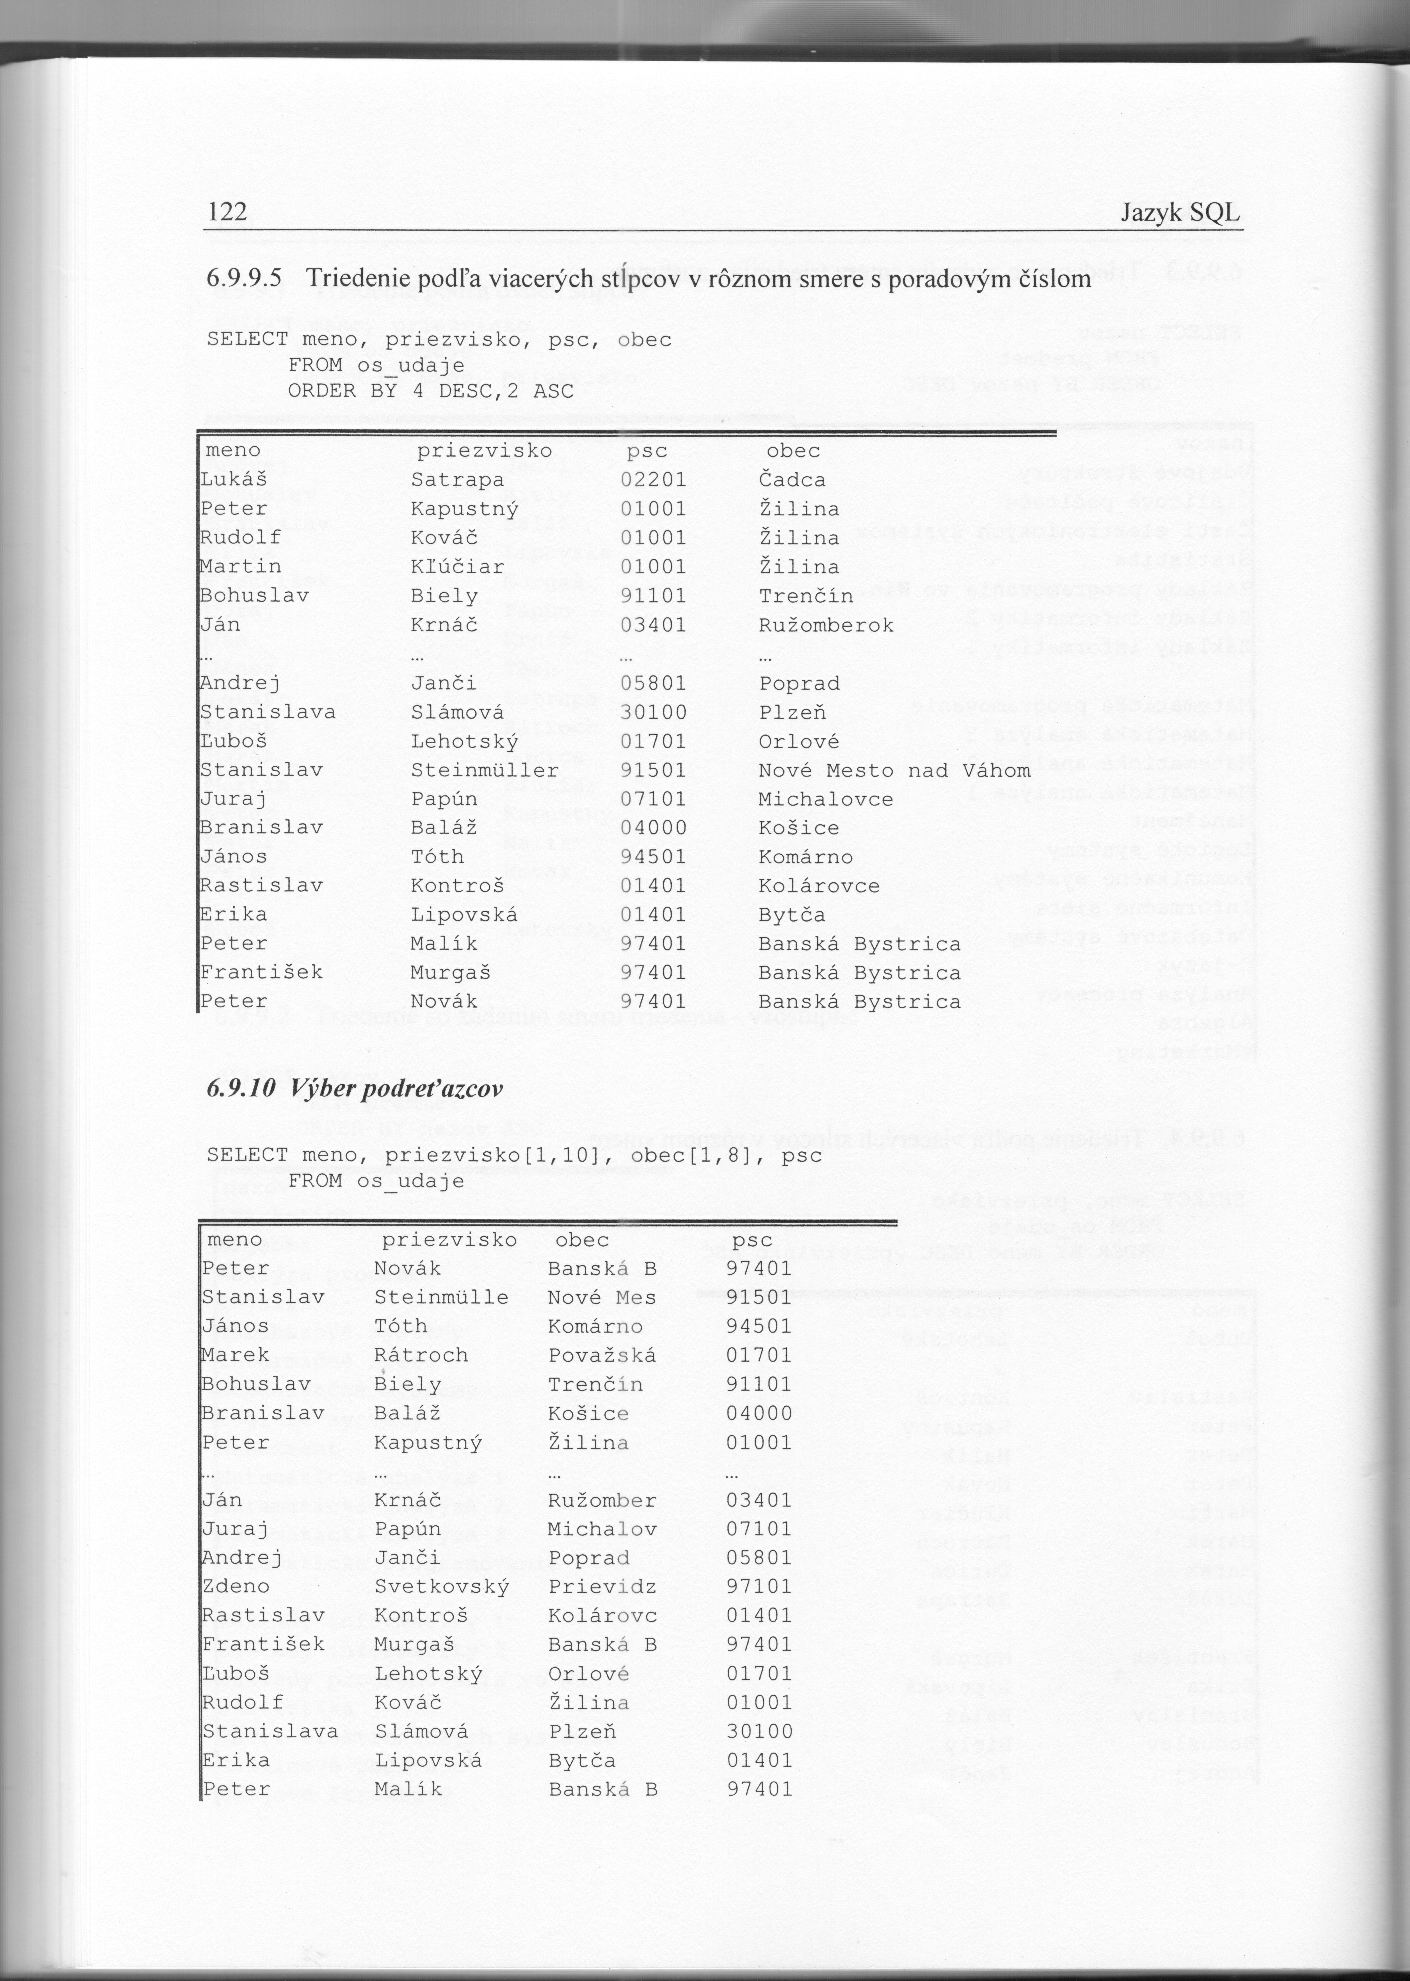 122 Jazyk SQL
6.9.9.5 Triedenie podľa viacerých stĺpcov v rôznom smere s poradovým číslom
SELECT meno, priezvisko, psc, obec
FROM os_udaje
ORDER BY 4 DESC,2 ASC
meno priezvisko psc obec
Lukáš Satrapa 02201 Čadca
Peter Kapustný 01001 Žilina
Rudolf Kováč 01001 Žilina
Martin Kľúčiar 01001 Žilina
Bohuslav Biely 91101 Trenčín
Ján Krnáč 03401 Ružomberok
… … … …
Andrej Janči 05801 Poprad
Stanislava Slámová 30100 Plzeň
Ľuboš Lehotský 01701 Orlové
Stanislav Steinmüller 91501 Nové Mesto nad Váhom
Juraj Papún 07101 Michalovce
Branislav Baláž 04000 Košice
János Tóth 94501 Komárno
Rastislav Kontroš 01401 Kolárovce
Erika Lipovská 01401 Bytča
Peter Malík 97401 Banská Bystrica
František Murgaš 97401 Banská Bystrica
Peter Novák 97401 Banská Bystrica
6.9.10 Výber podreťazcov
SELECT meno, priezvisko[1,10], obec[1,8], psc
FROM os_udaje
meno priezvisko obec psc
Peter Novák Banská B 97401
Stanislav Steinmülle Nové Mes 91501
János Tóth Komárno 94501
Marek Rátroch Považská 01701
Bohuslav Biely Trenčín 91101
Branislav Baláž Košice 04000
Peter Kapustný Žilina 01001
… … … …
Ján Krnáč Ružomber 03401
Juraj Papún Michalov 07101
Andrej Janči Poprad 05801
Zdeno Svetkovský Prievidz 97101
Rastislav Kontroš Kolárovc 01401
František Murgaš Banská B 97401
Ľuboš Lehotský Orlové 01701
Rudolf Kováč Žilina 01001
Stanislava Slámová Plzeň 30100
Erika Lipovská Bytča 01401
Peter Malík Banská B 97401